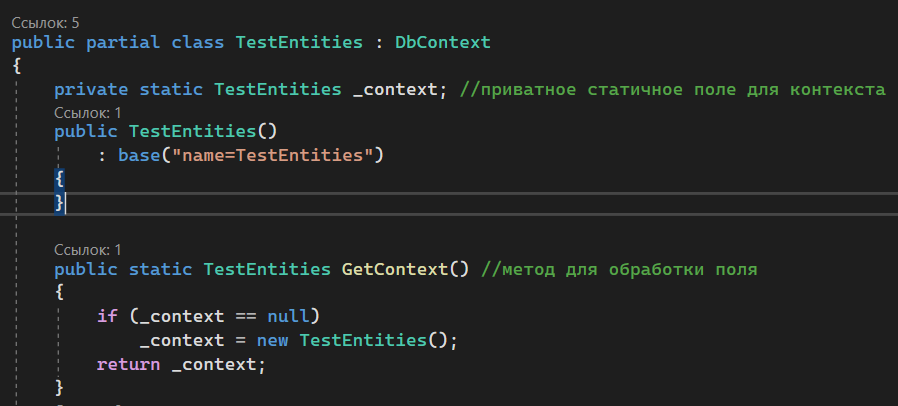 Ссылок: 5
public partial class TestEntities : DbContext
{
private static TestEntities _context; //приватное статичное поле для контекста
Ссылок: 1
public TestEntities()
: base("name=TestEntities")
{
}
Ссылок: 1
public static TestEntities GetContext() //метод для обработки поля
{
if (_context == null)
_context = new TestEntities();
return _context;
}